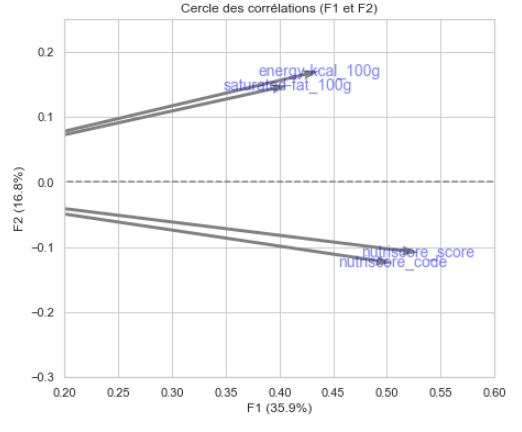 Cercle des corrélations (F1 et F2)
0.2
energy-kcal_100g
saturated-fat_100g
0.1
0.0
F2 (16.8%)
−0.1
nutriscore_score
nutriscore_code
−0.2
−0.3
0.20 0.25 0.30 0.35 0.40 0.45 0.50 0.55 0.60
F1 (35.9%)